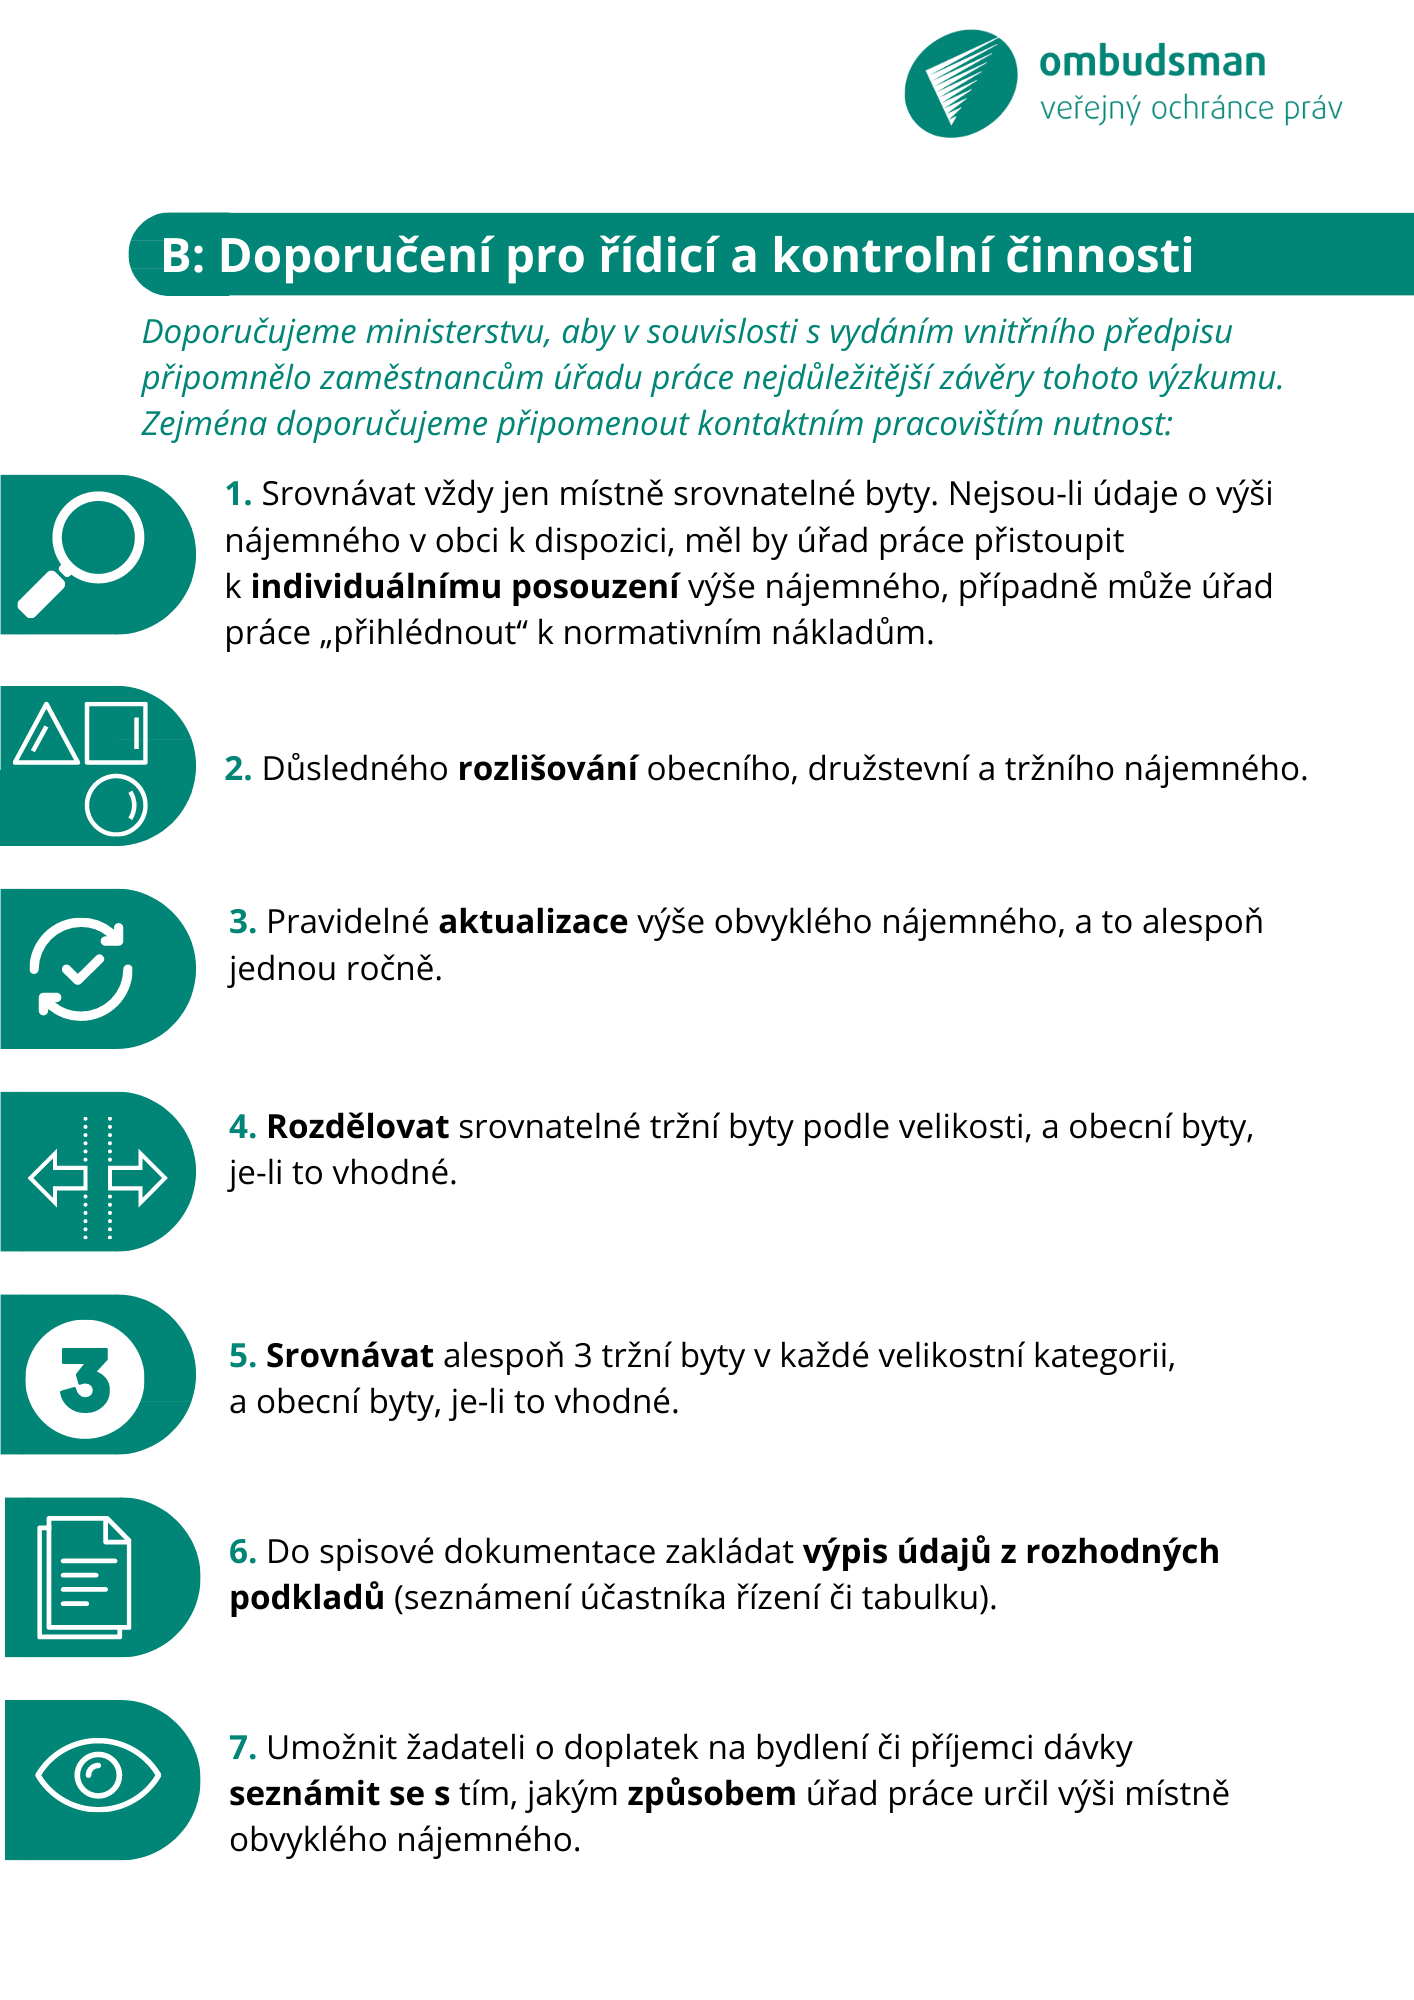 ombudsman
veřejný ochránce práv
B: Doporučení pro řídicí a kontrolní činnosti
Doporučujeme ministerstvu, aby v souvislosti s vydáním vnitřního předpisu
připomnělo zaměstnancům úřadu práce nejdůležitější závěry tohoto výzkumu.
Zejména doporučujeme připomenout kontaktním pracovištím nutnost:
1. Srovnávat vždy jen místně srovnatelné byty. Nejsou-li údaje o výši
nájemného v obci k dispozici, měl by úřad práce přistoupit
k individuálnímu posouzení výše nájemného, případně může úřad
práce „přihlédnout“ k normativním nákladům.
2. Důsledného rozlišování obecního, družstevní a tržního nájemného.
3. Pravidelné aktualizace výše obvyklého nájemného, a to alespoň
jednou ročně.
4. Rozdělovat srovnatelné tržní byty podle velikosti, a obecní byty,
je-li to vhodné.
3
5. Srovnávat alespoň 3 tržní byty v každé velikostní kategorii,
a obecní byty, je-li to vhodné.
6. Do spisové dokumentace zakládat výpis údajů z rozhodných
podkladů (seznámení účastníka řízení či tabulku).
7. Umožnit žadateli o doplatek na bydlení či příjemci dávky
seznámit se s tím, jakým způsobem úřad práce určil výši místně
obvyklého nájemného.